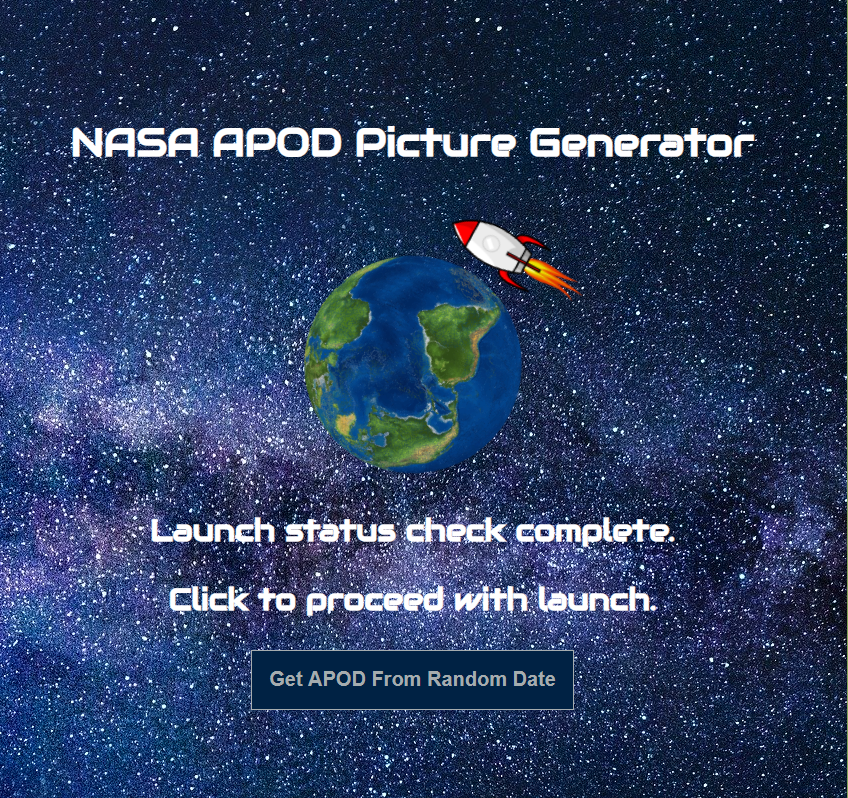 NASA APOD Picture Generator
Launch status check complete.
Click to proceed with launch.
Get APOD From Random Date